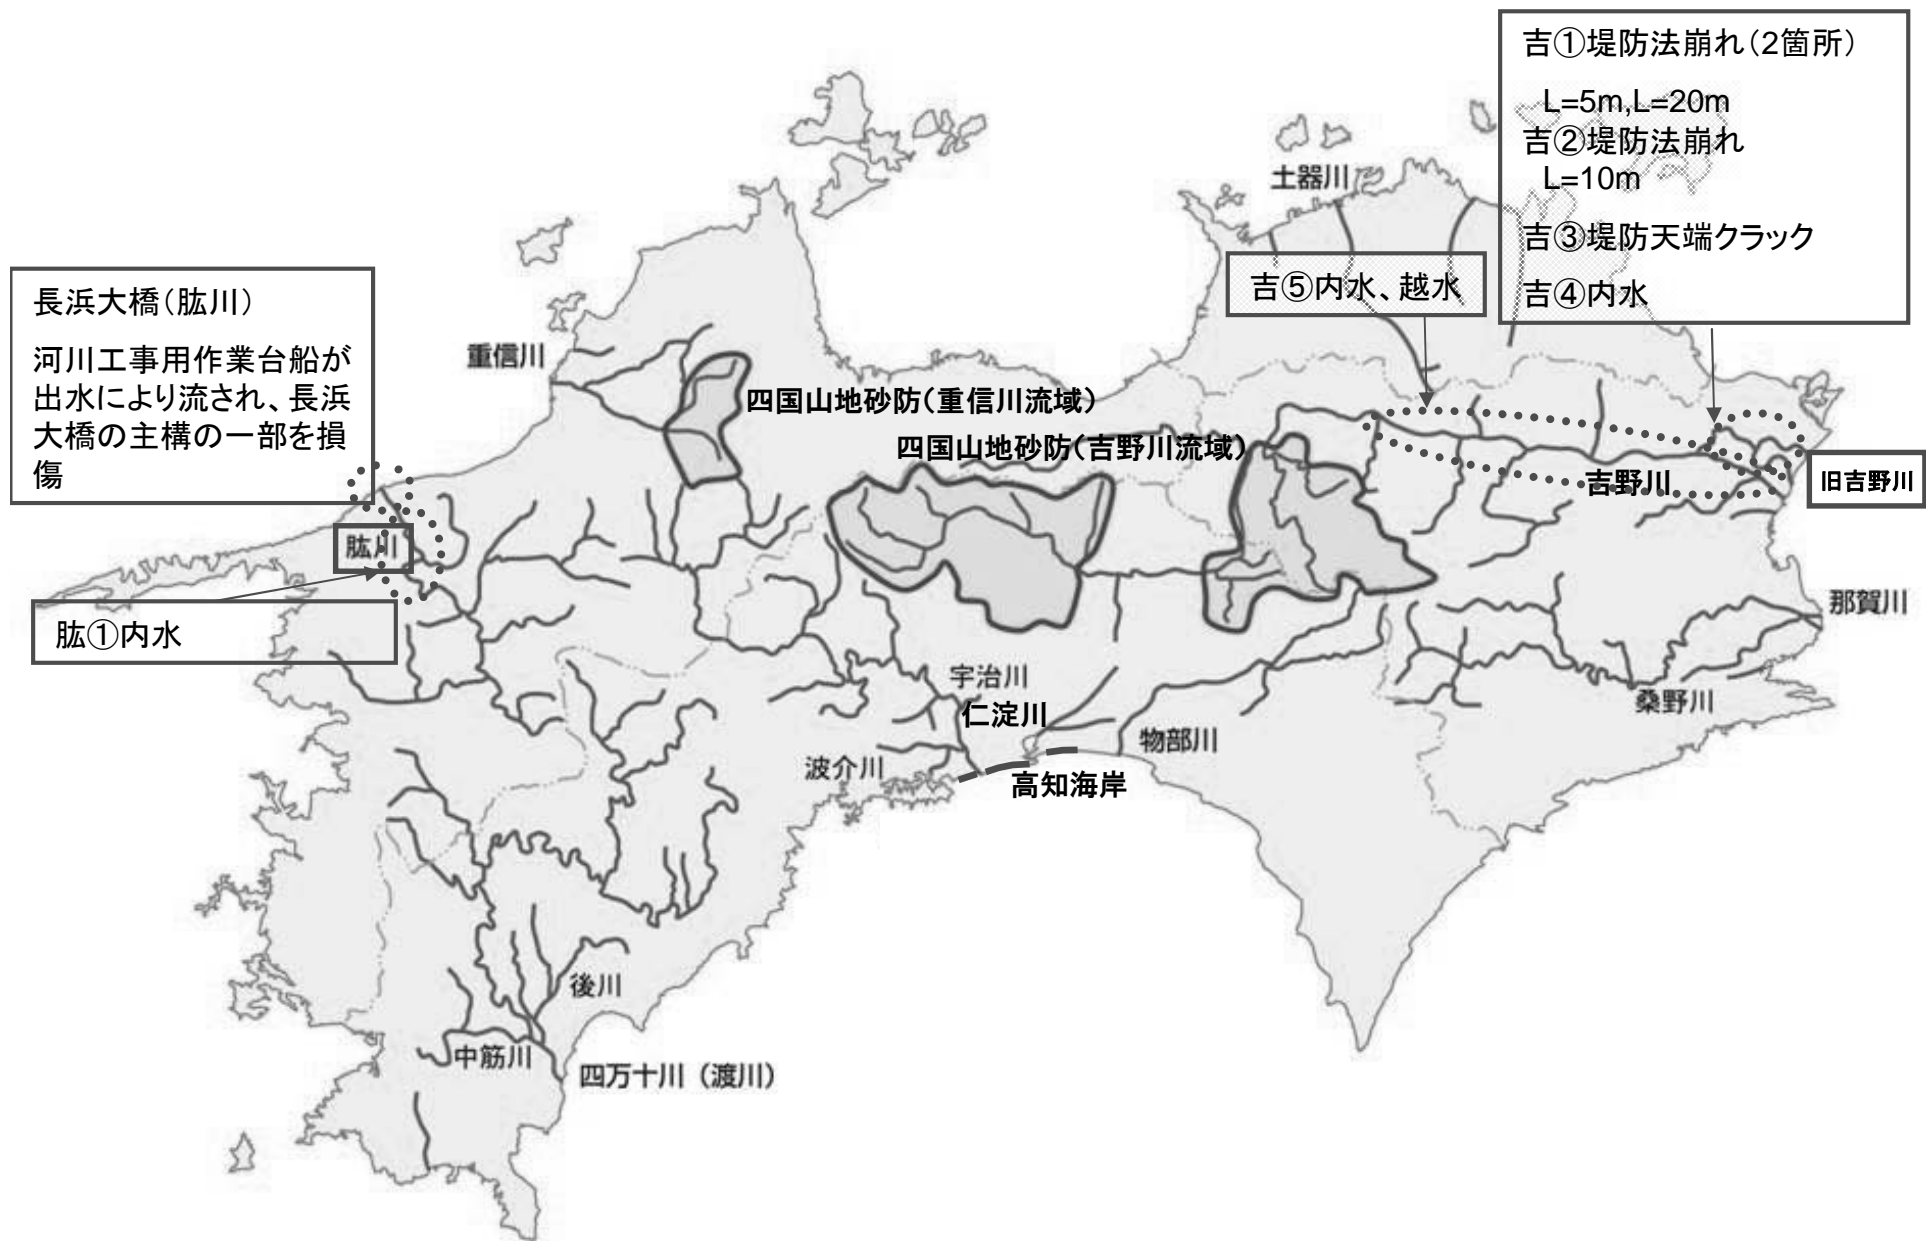 吉①堤防法崩れ(2箇所)
L=5m,L=20m
吉②堤防法崩れ
L=10m
吉③堤防天端クラック
吉④内水
土器川
吉⑤内水、越水
長浜大橋(肱川)
河川工事用作業台船が
出水により流され、長浜
大橋の主構の一部を損
傷
重信川
四国山地砂防(重信川流域)
四国山地砂防(吉野川流域)
吉野川
旧吉野川
肱川
肱①内水
那賀川
桑野川
宇治川
仁淀川
物部川
波介川
高知海岸
後川
中筋川
四万十川(渡川)